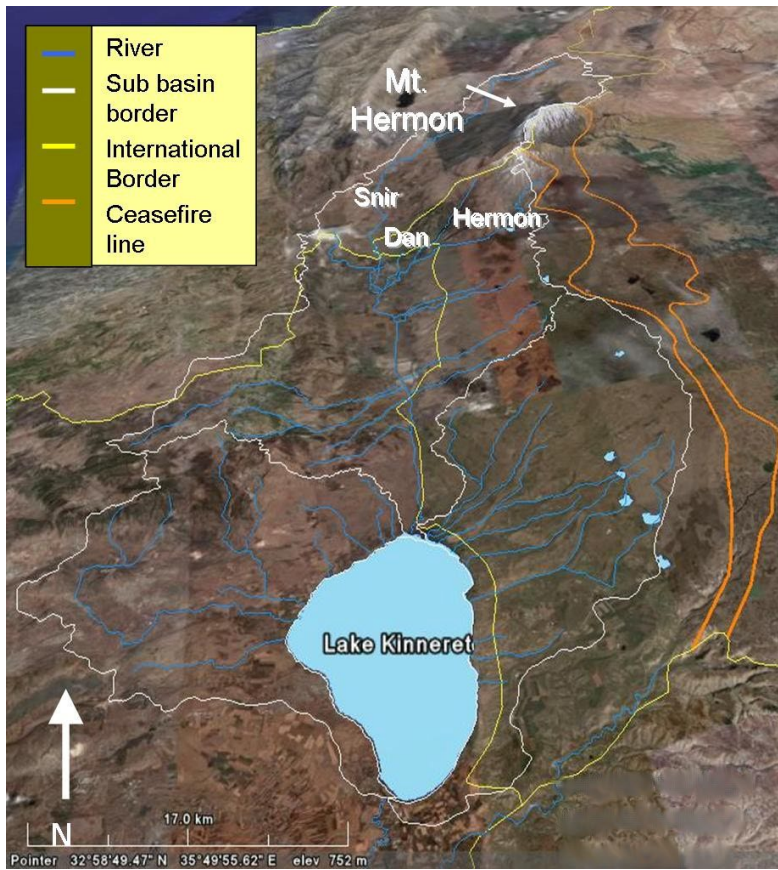 River
Sub basin
border
International
Border
Ceasefire
line
Mt.
Hermon
Snir
Dan
Hermon
Lake Kinneret
N
17.0 km
Pointer 32°58'49.47" N 35°49'55.62" E elev 752 m